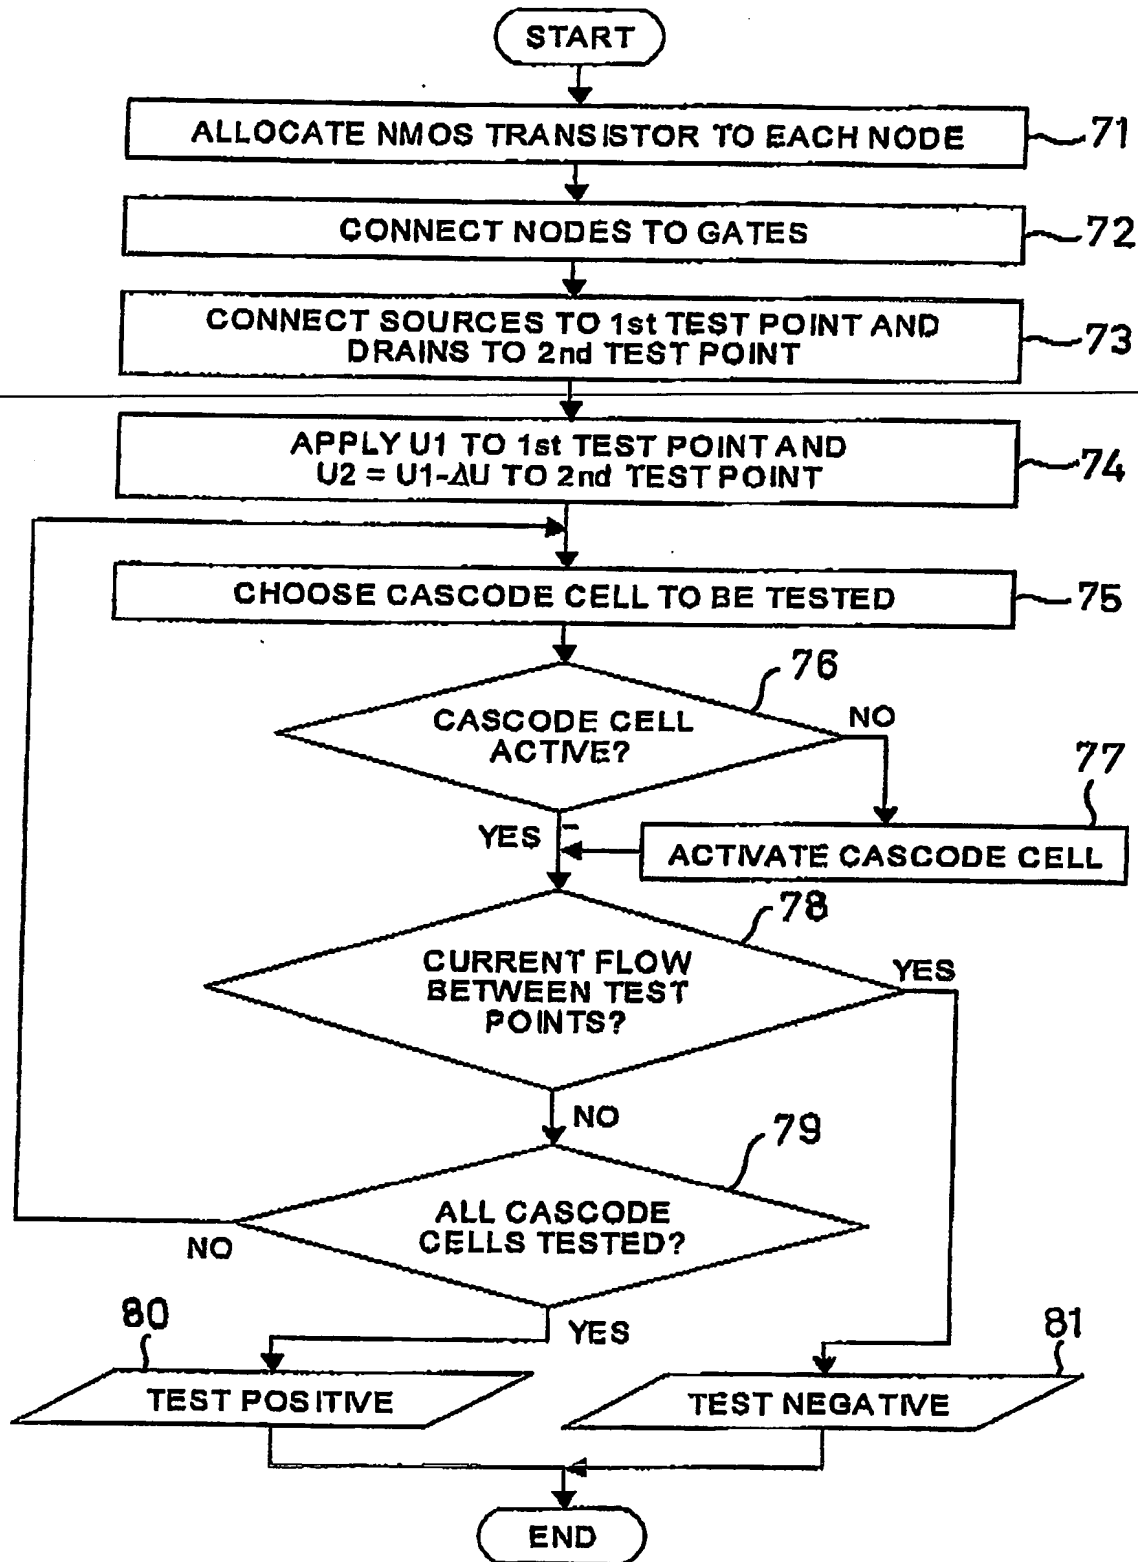 START
ALLOCATE NMOS TRANSISTOR TO EACH NODE
71
CONNECT NODES TO GATES
72
CONNECT SOURCES TO 1st TEST POINT AND
DRAINS TO 2nd TEST POINT
73
APPLY U1 TO 1st TEST POINT AND
U2 = U1-ΔU TO 2nd TEST POINT
74
CHOOSE CASCODE CELL TO BE TESTED
75
76
CASCODE CELL
ACTIVE?
NO
77
YES
ACTIVATE CASCODE CELL
78
CURRENT FLOW
BETWEEN TEST
POINTS?
YES
NO
79
ALL CASCODE
CELLS TESTED?
NO
YES
80
TEST POSITIVE
81
TEST NEGATIVE
END